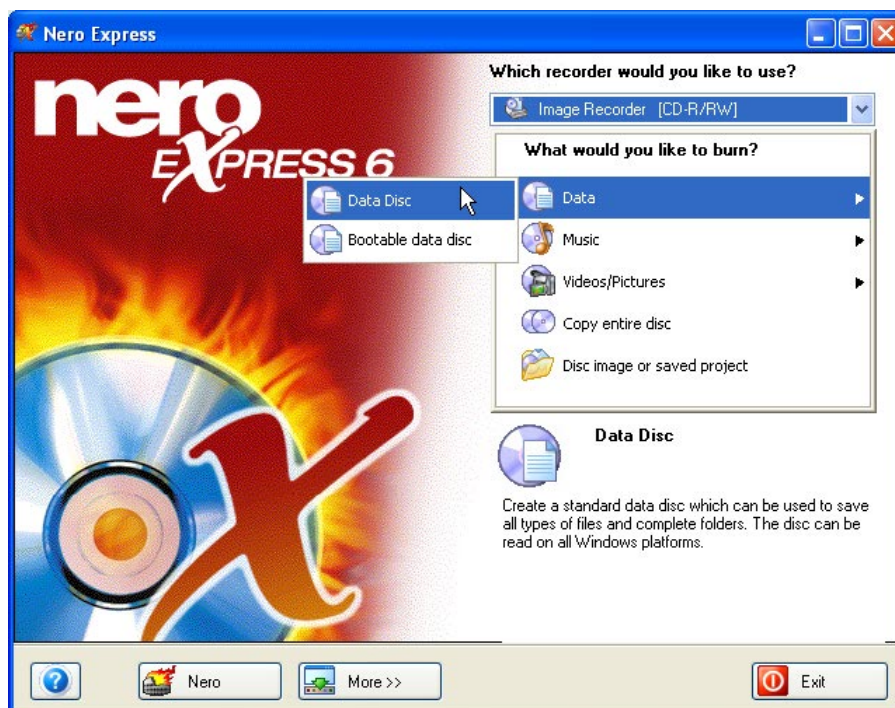 Nero Express
nero
EXPRESS 6
Which recorder would you like to use?
Image Recorder [CD-R/RW]
What would you like to burn?
Data
Data Disc
Bootable data disc
Music
Videos/Pictures
Copy entire disc
Disc image or saved project
Data Disc
Create a standard data disc which can be used to save
all types of files and complete folders. The disc can be
read on all Windows platforms.
?
Nero
More >>
Exit